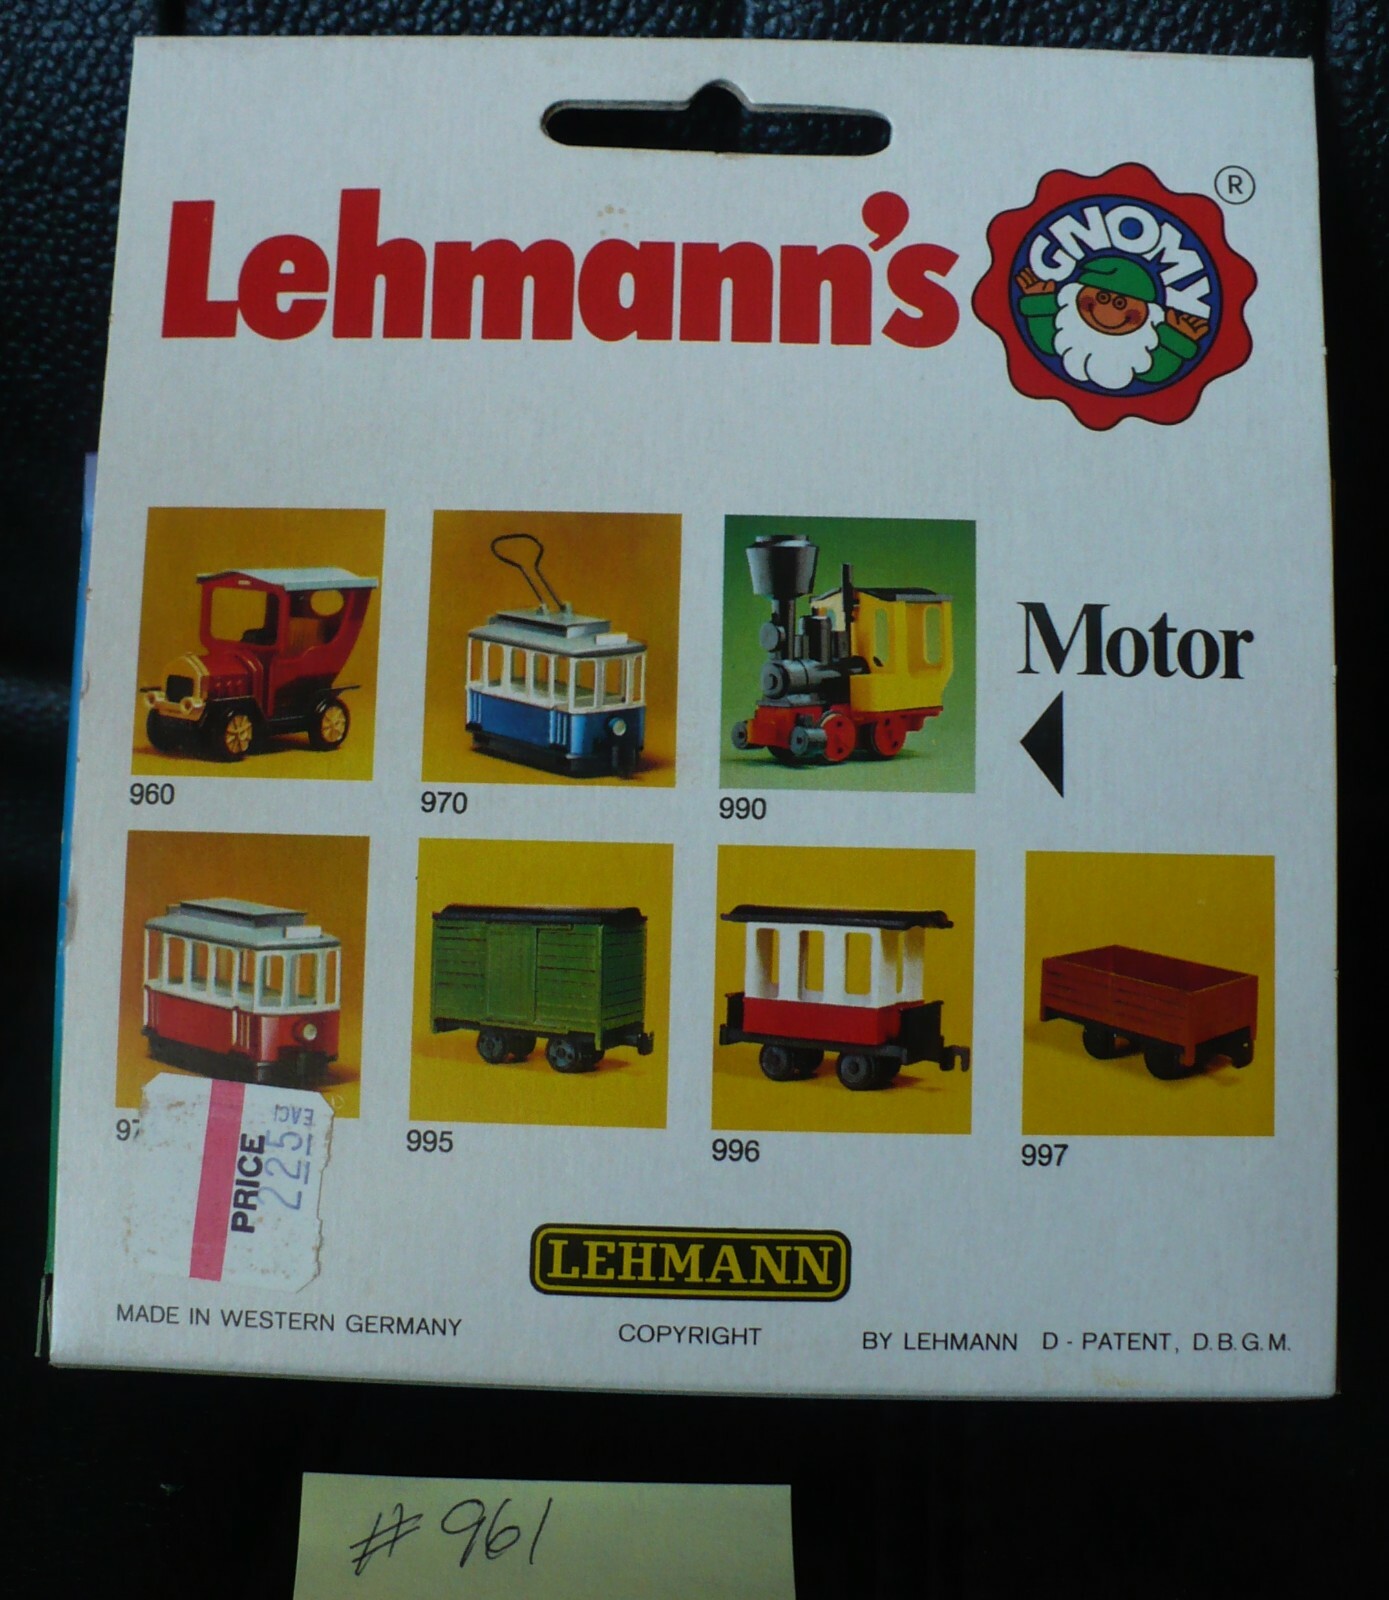 Lehmann's
GNOMY
®
Motor
960
970
990
995
996
997
PRICE
225
EACH
LEHMANN
MADE IN WESTERN GERMANY
COPYRIGHT
BY LEHMANN D - PATENT, D.B.G.M.
# 961